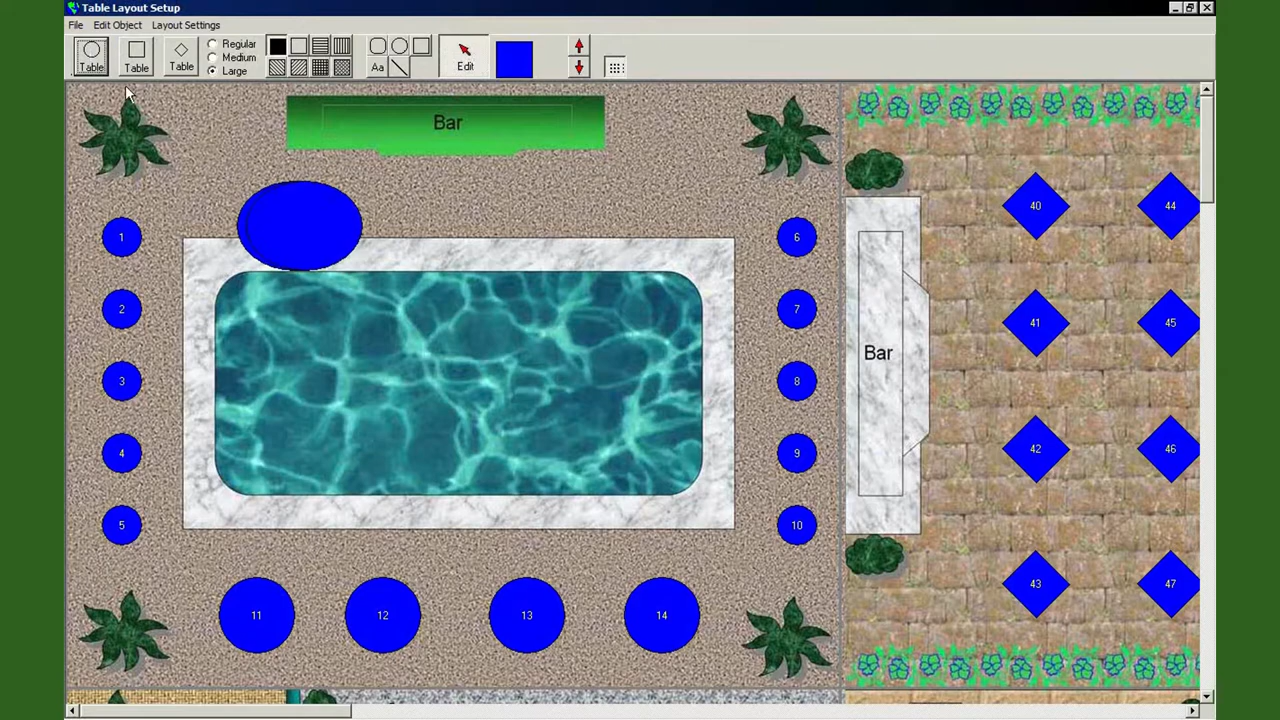 Table Layout Setup
File Edit Object Layout Settings
Table Table Table Regular Medium Large Aa Edit
Bar
1
2
3
4
5
6
7
8
9
10
11 12 13 14
Bar
40 44
41 45
42 46
43 47